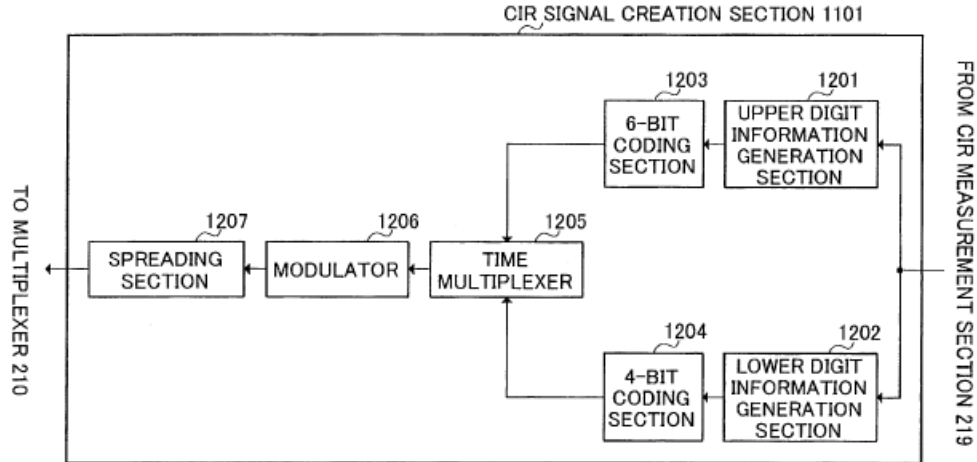 CIR SIGNAL CREATION SECTION 1101
1203
6-BIT
CODING
SECTION
1201
UPPER DIGIT
INFORMATION
GENERATION
SECTION
FROM CIR MEASUREMENT SECTION 219
TO MULTIPLEXER 210
1207
SPREADING
SECTION
1206
MODULATOR
1205
TIME
MULTIPLEXER
1204
4-BIT
CODING
SECTION
1202
LOWER DIGIT
INFORMATION
GENERATION
SECTION